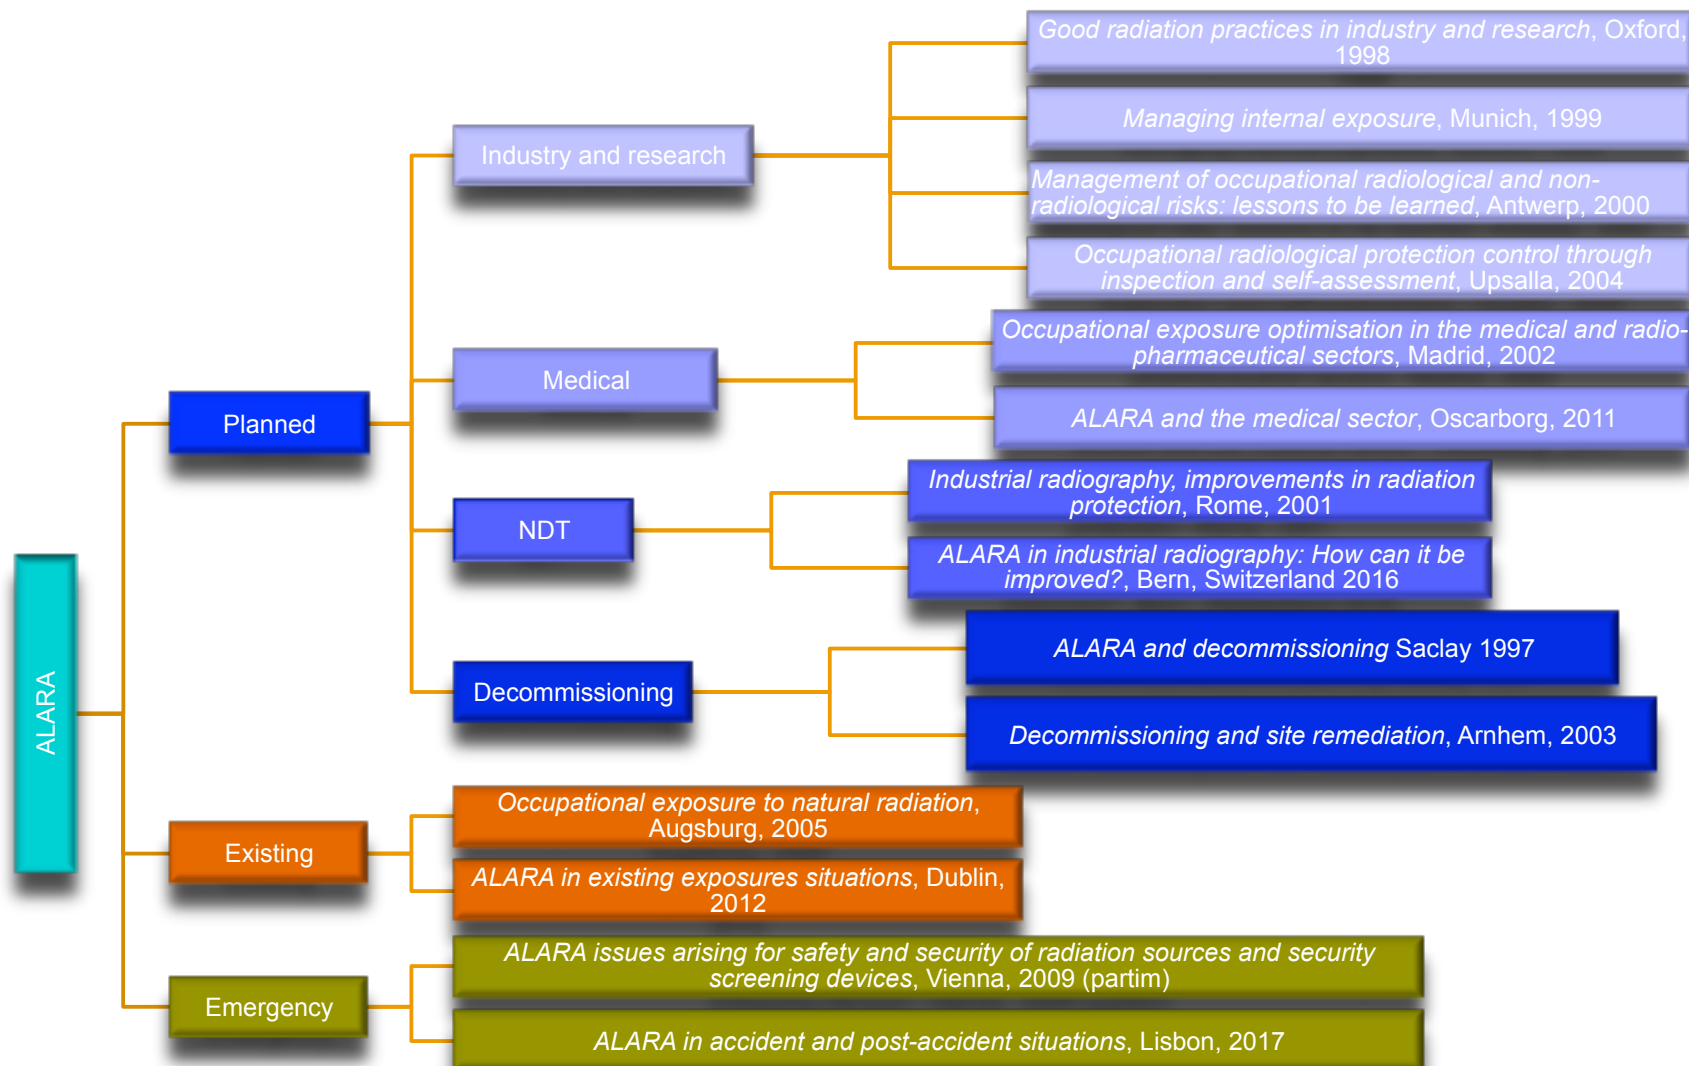 ALARA
Planned
Industry and research
Good radiation practices in industry and research, Oxford,
1998
Managing internal exposure, Munich, 1999
Management of occupational radiological and non-
radiological risks: lessons to be learned, Antwerp, 2000
Occupational radiological protection control through
inspection and self-assessment, Upsalla, 2004
Medical
Occupational exposure optimisation in the medical and radio-
pharmaceutical sectors, Madrid, 2002
ALARA and the medical sector, Oscarborg, 2011
NDT
Industrial radiography, improvements in radiation
protection, Rome, 2001
ALARA in industrial radiography: How can it be
improved?, Bern, Switzerland 2016
Decommissioning
ALARA and decommissioning Saclay 1997
Decommissioning and site remediation, Arnhem, 2003
Existing
Occupational exposure to natural radiation,
Augsburg, 2005
ALARA in existing exposures situations, Dublin,
2012
Emergency
ALARA issues arising for safety and security of radiation sources and security
screening devices, Vienna, 2009 (partim)
ALARA in accident and post-accident situations, Lisbon, 2017